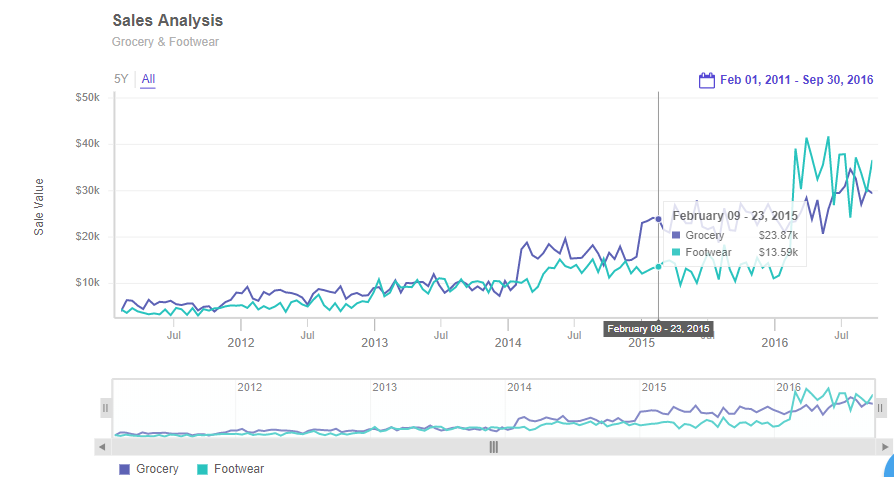 Sales Analysis
Grocery & Footwear
5Y All
Feb 01, 2011 - Sep 30, 2016
$50k
$40k
$30k
$20k
$10k
Sale Value
February 09 - 23, 2015
Grocery $23.87k
Footwear $13.59k
Jul 2012 Jul 2013 Jul 2014 Jul 2015 2016 Jul
February 09 - 23, 2015
2012 2013 2014 2015 2016
Grocery Footwear